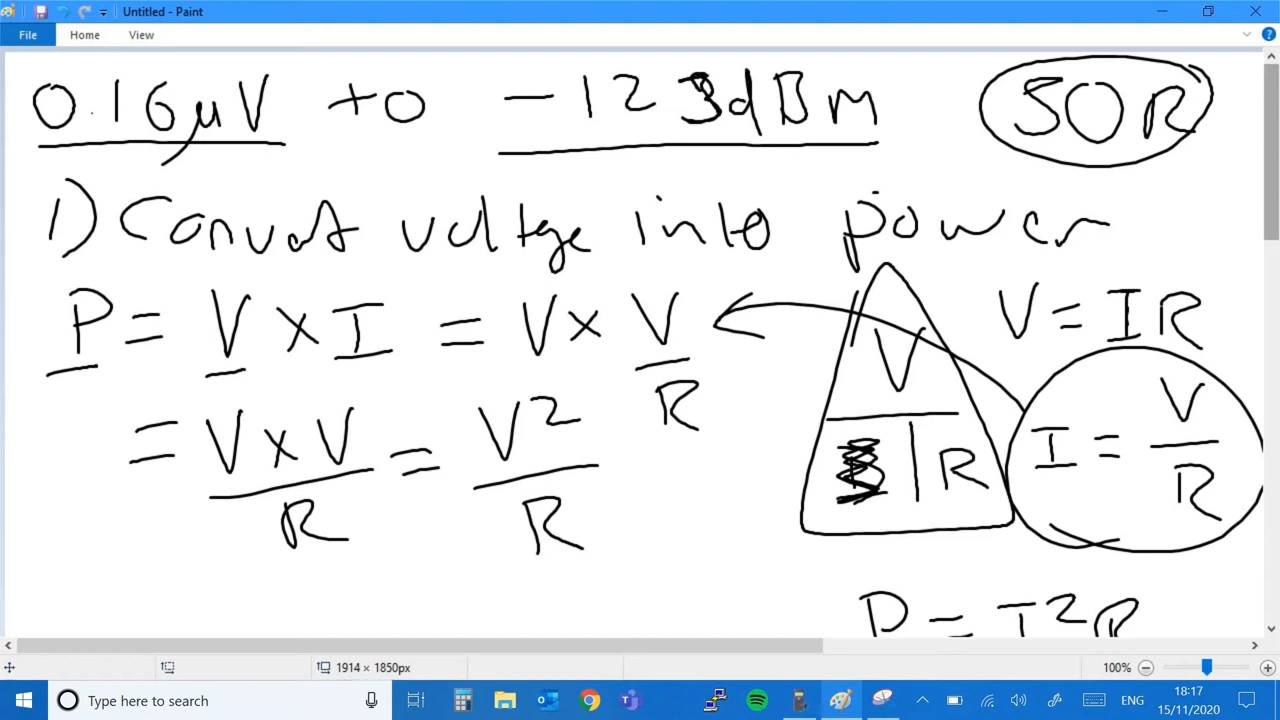 Untitled - Paint
File Home View
0.16µV to -123dBm 50R
1) Convert voltage into power
P = V × I = V × V/R
V = IR
= V×V/R = V²/R
V
R
I = V/R
P = I²R
1914 × 1850px 100%
Type here to search
ENG
18:17
15/11/2020